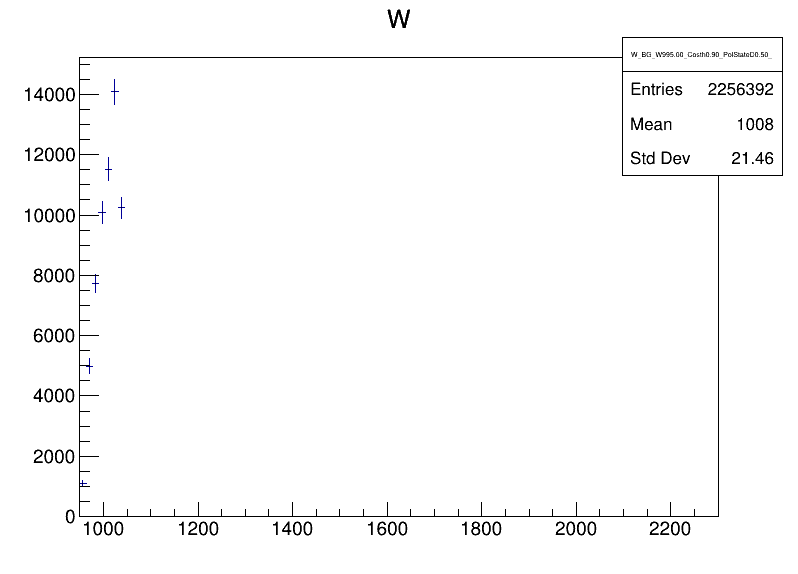 W
W_BG_W995.00_Costh0.90_PolState00.50_
Entries 2256392
Mean 1008
Std Dev 21.46
14000
12000
10000
8000
6000
4000
2000
0
1000 1200 1400 1600 1800 2000 2200